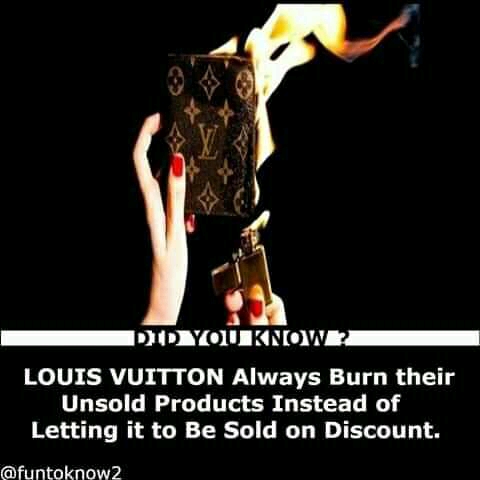 LV
DID YOU KNOW ?
LOUIS VUITTON Always Burn their
Unsold Products Instead of
Letting it to Be Sold on Discount.
@funtoknow2